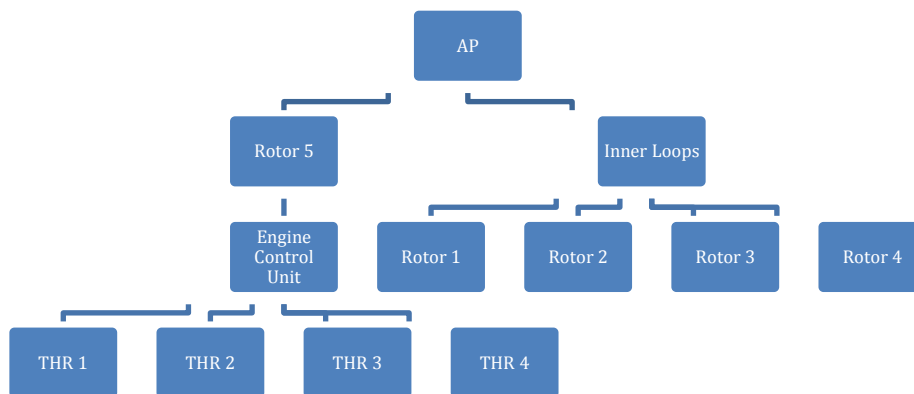 AP
Rotor 5
Inner Loops
Engine
Control
Unit
Rotor 1
Rotor 2
Rotor 3
Rotor 4
THR 1
THR 2
THR 3
THR 4